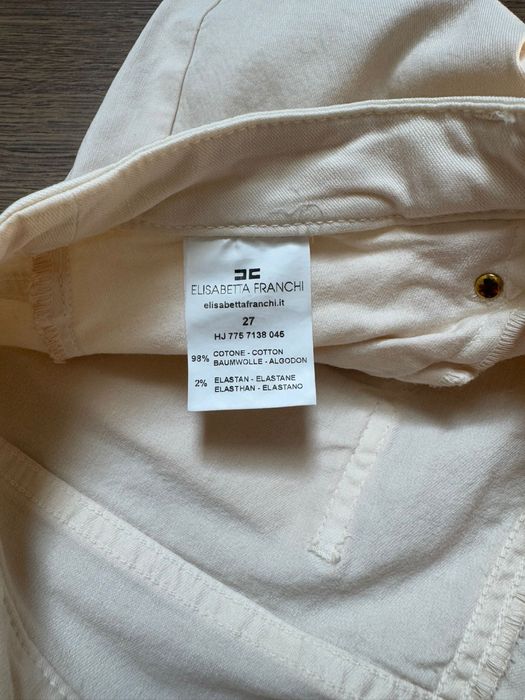 ELISABETTA FRANCHI
elisabettafranchi.it
27
HJ 775 7138 045
98% COTONE - COTTON
BAUMWOLLE - ALGODON
2% ELASTAN - ELASTANE
ELASTHAN - ELASTANO